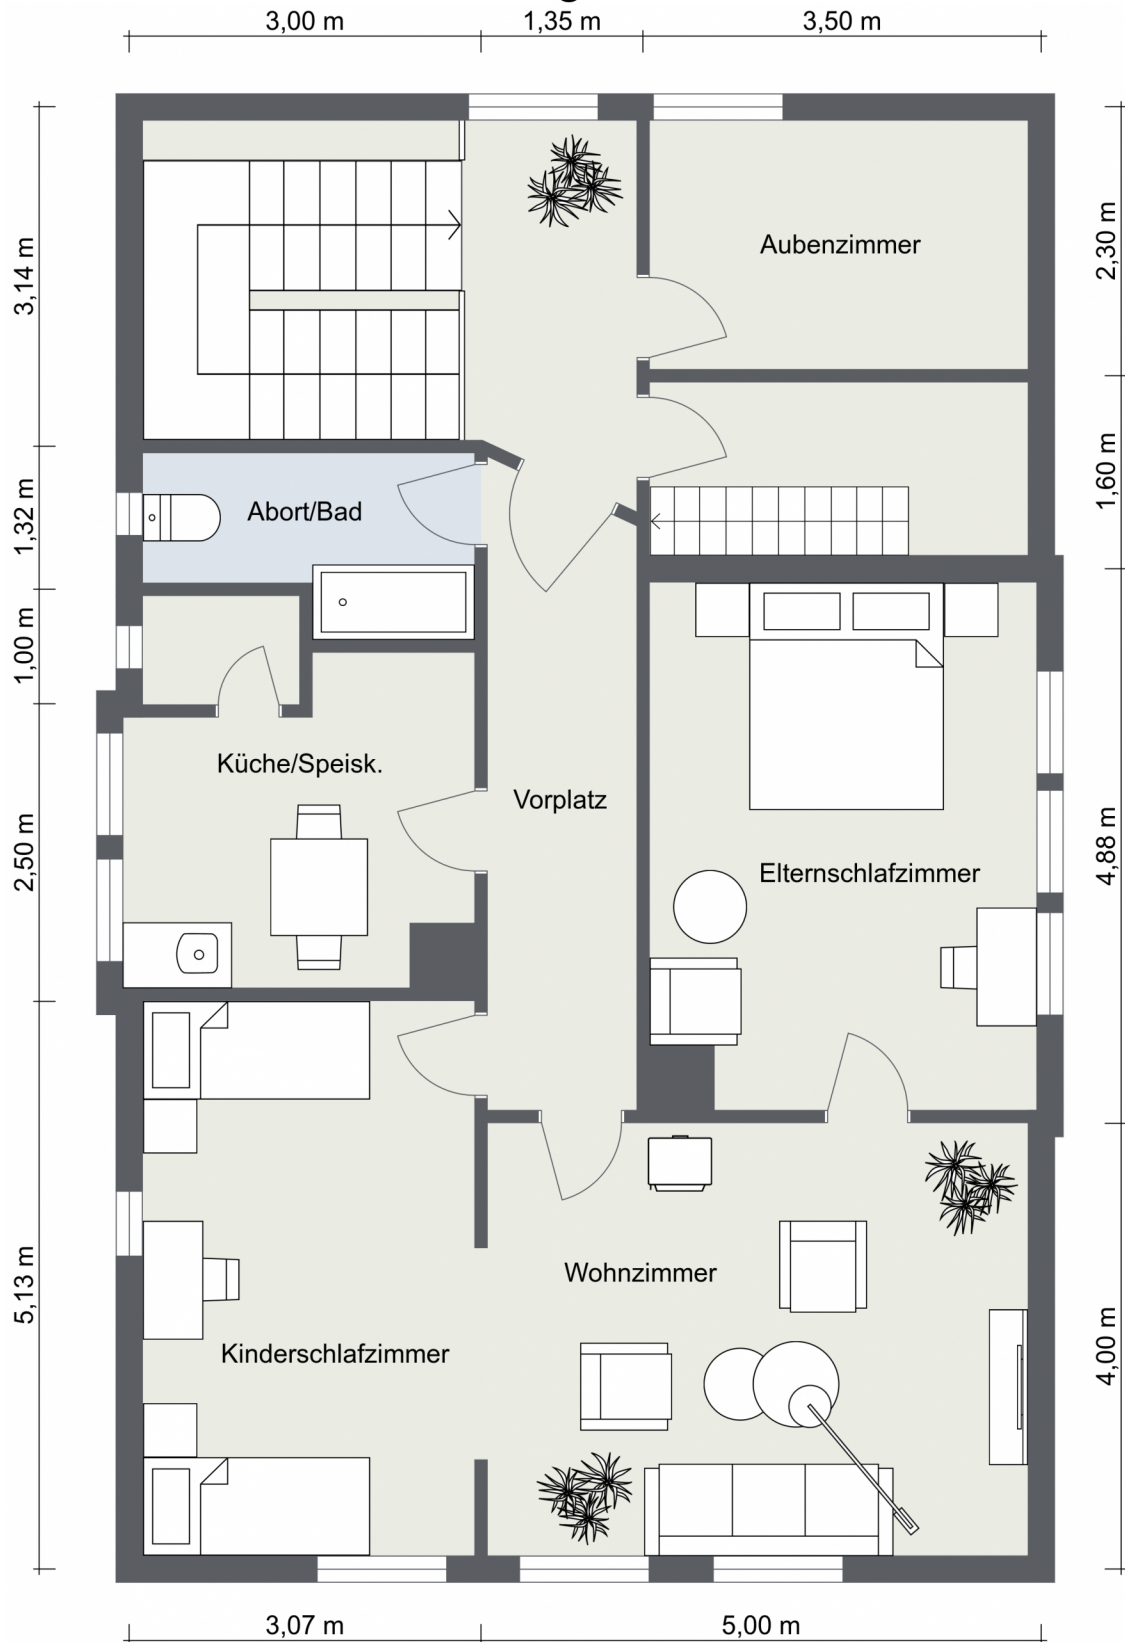 3,00 m
1,35 m
3,50 m
3,14 m
2,30 m
Aubenzimmer
1,60 m
1,32 m
Abort/Bad
1,00 m
Küche/Speisk.
Vorplatz
2,50 m
4,88 m
Elternschlafzimmer
Wohnzimmer
5,13 m
Kinderschlafzimmer
4,00 m
3,07 m
5,00 m